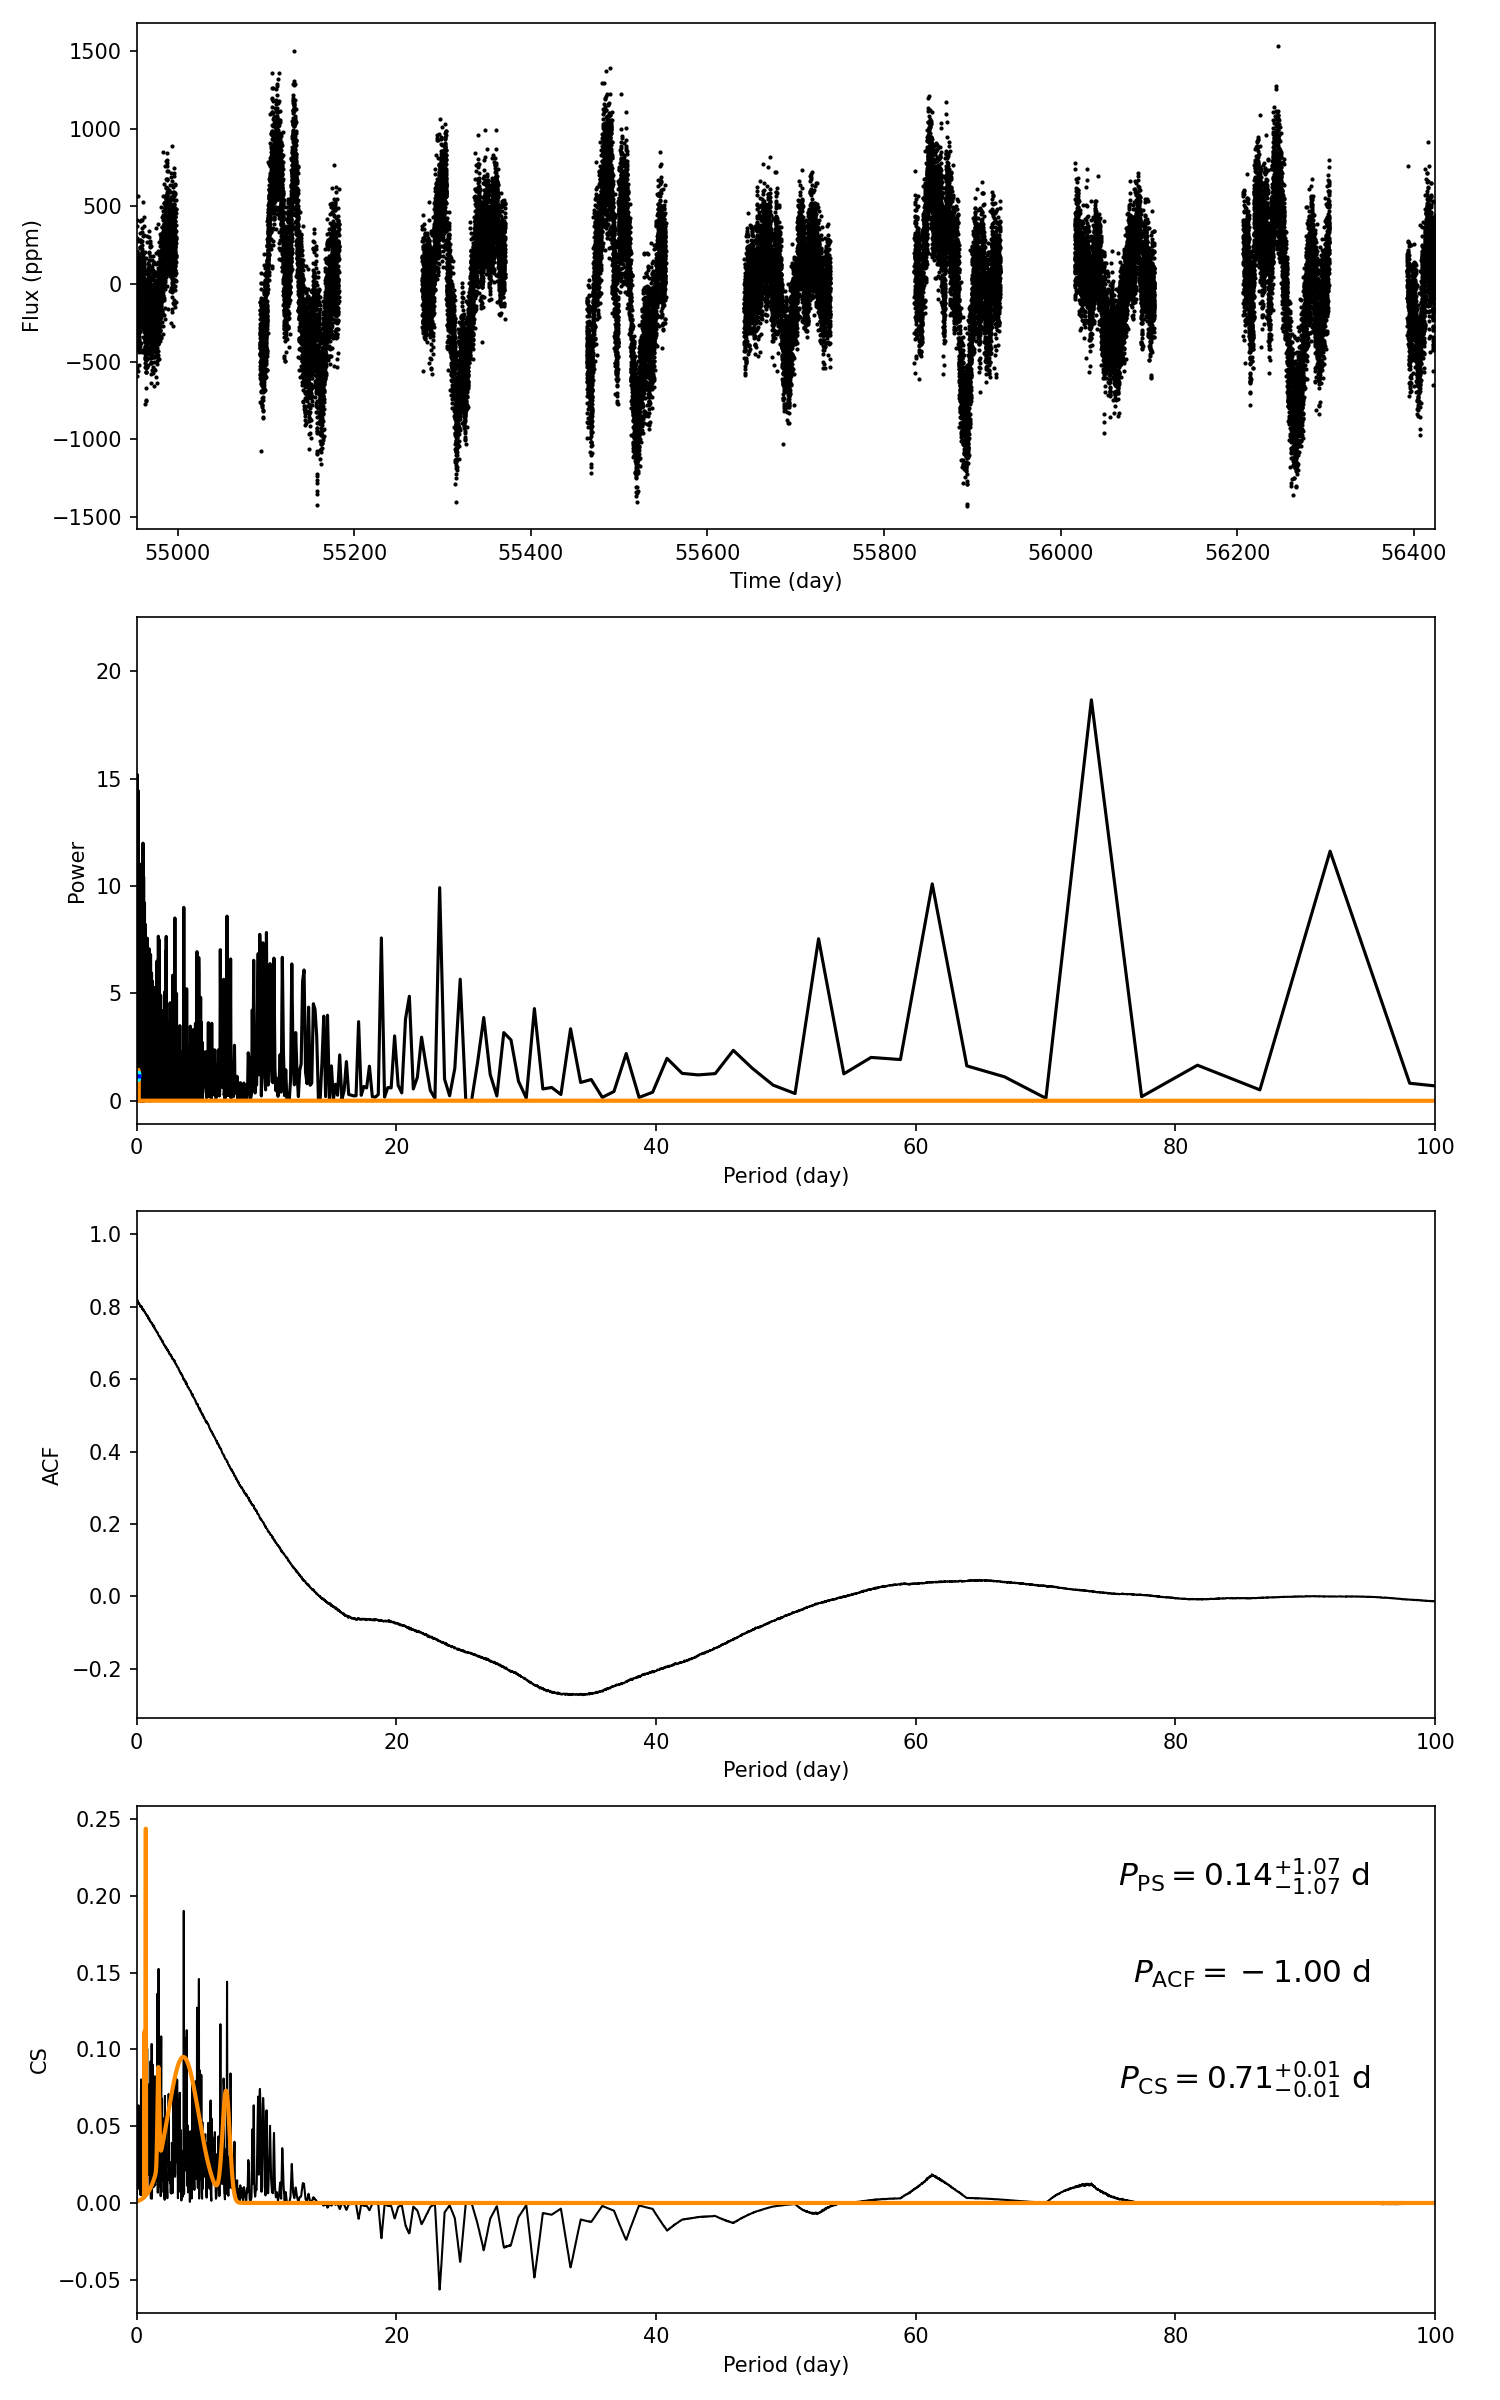 1500
1000
500
0
−500
−1000
−1500
Flux (ppm)
55000 55200 55400 55600 55800 56000 56200 56400
Time (day)
20
15
10
5
0
Power
0 20 40 60 80 100
Period (day)
1.0
0.8
0.6
0.4
0.2
0.0
−0.2
ACF
0 20 40 60 80 100
Period (day)
0.25
0.20
0.15
0.10
0.05
0.00
−0.05
CS
P_PS = 0.14^{+1.07}_{−1.07} d
P_ACF = −1.00 d
P_CS = 0.71^{+0.01}_{−0.01} d
0 20 40 60 80 100
Period (day)